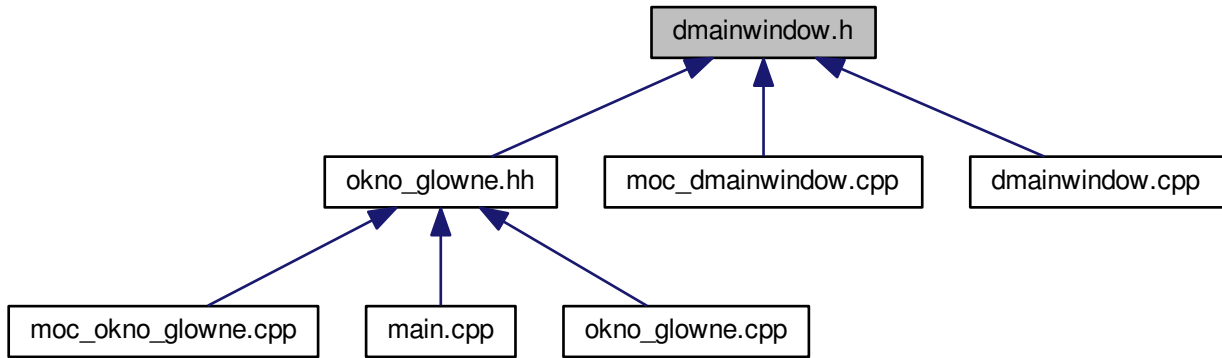 dmainwindow.h
okno_glowne.hh
moc_dmainwindow.cpp
dmainwindow.cpp
moc_okno_glowne.cpp
main.cpp
okno_glowne.cpp